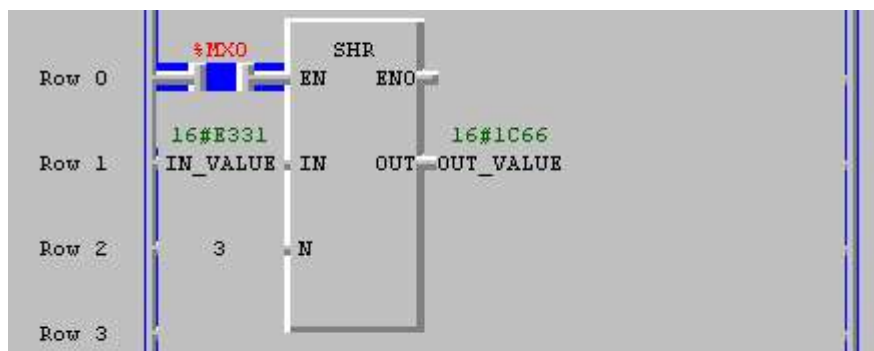 %MX0 SHR
Row 0 EN ENO
16#E331 16#1C66
Row 1 IN_VALUE IN OUT OUT_VALUE
Row 2 3 N
Row 3